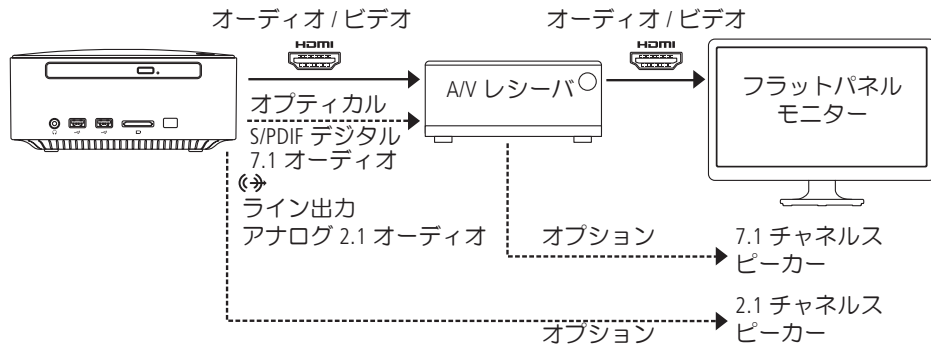 オーディオ / ビデオ
HDMI
オーディオ / ビデオ
HDMI
A/V レシーバ
フラットパネル
モニター
オプティカル
S/PDIF デジタル
7.1 オーディオ
ライン出力
アナログ 2.1 オーディオ
オプション
7.1 チャネルス
ピーカー
オプション
2.1 チャネルス
ピーカー